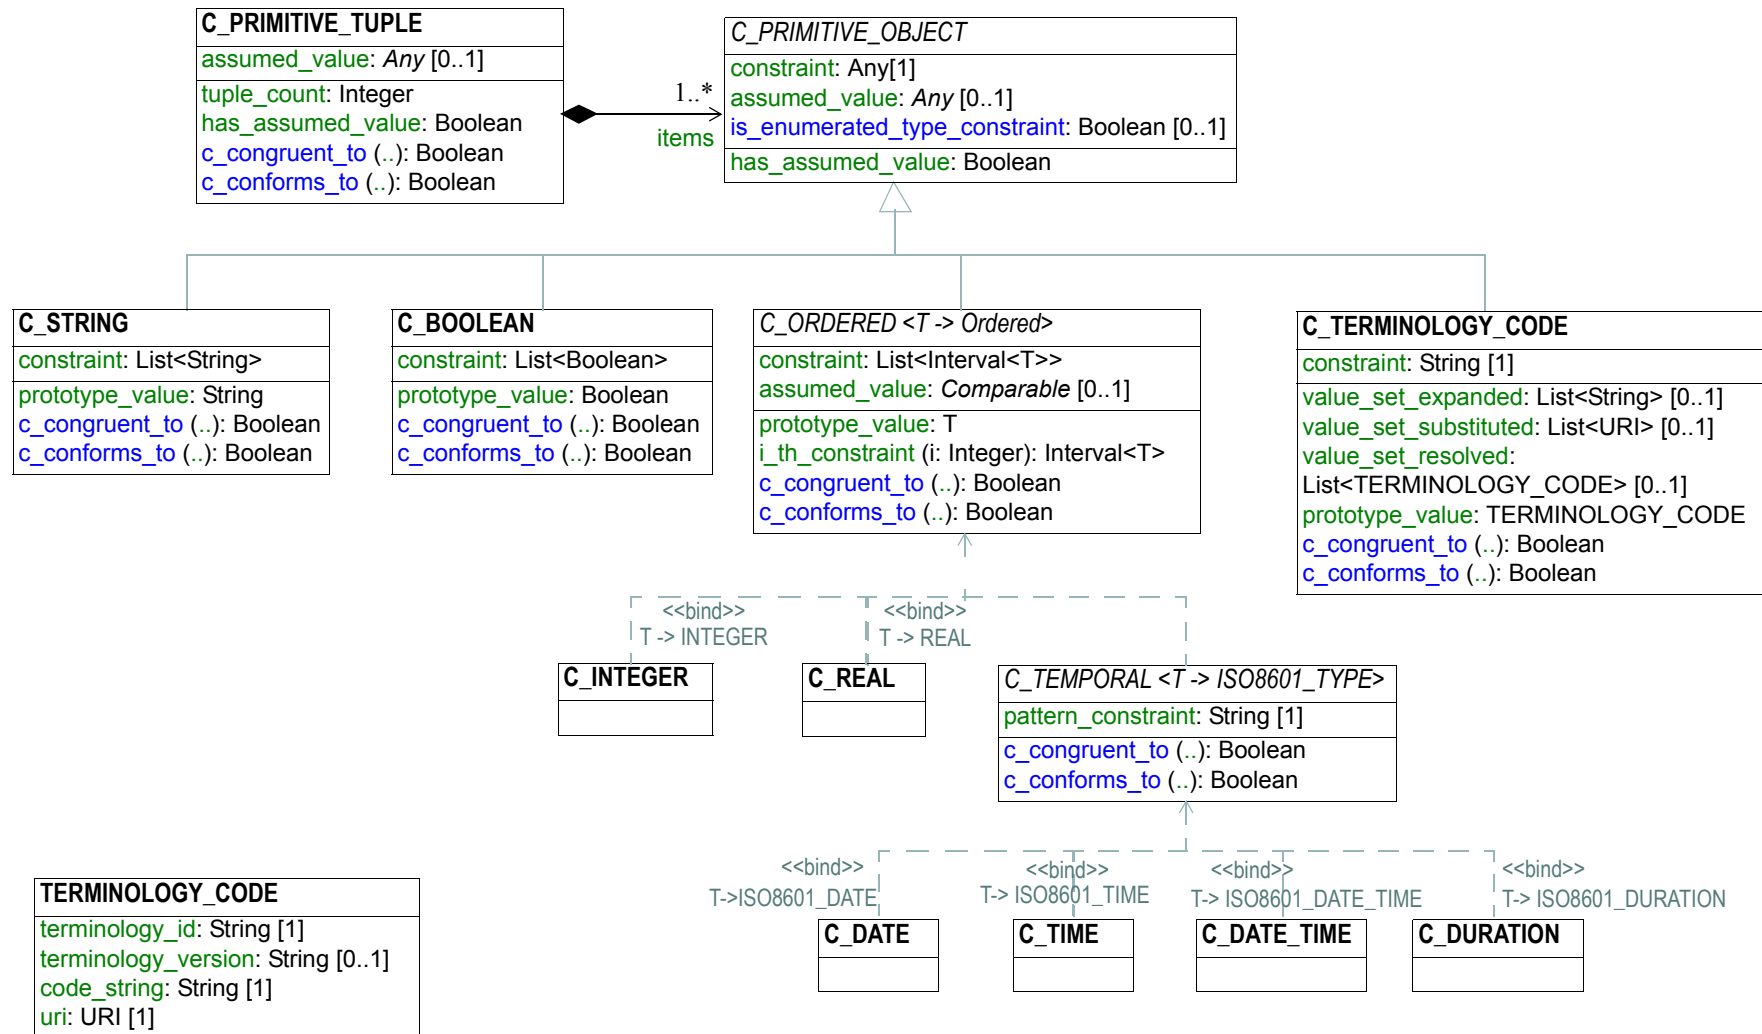 C_PRIMITIVE_TUPLE
assumed_value: Any [0..1]
tuple_count: Integer
has_assumed_value: Boolean
c_congruent_to (..): Boolean
c_conforms_to (..): Boolean
1..*
items
C_PRIMITIVE_OBJECT
constraint: Any[1]
assumed_value: Any [0..1]
is_enumerated_type_constraint: Boolean [0..1]
has_assumed_value: Boolean
C_STRING
constraint: List<String>
prototype_value: String
c_congruent_to (..): Boolean
c_conforms_to (..): Boolean
C_BOOLEAN
constraint: List<Boolean>
prototype_value: Boolean
c_congruent_to (..): Boolean
c_conforms_to (..): Boolean
C_ORDERED <T -> Ordered>
constraint: List<Interval<T>>
assumed_value: Comparable [0..1]
prototype_value: T
i_th_constraint (i: Integer): Interval<T>
c_congruent_to (..): Boolean
c_conforms_to (..): Boolean
C_TERMINOLOGY_CODE
constraint: String [1]
value_set_expanded: List<String> [0..1]
value_set_substituted: List<URI> [0..1]
value_set_resolved:
List<TERMINOLOGY_CODE> [0..1]
prototype_value: TERMINOLOGY_CODE
c_congruent_to (..): Boolean
c_conforms_to (..): Boolean
<<bind>>
T -> INTEGER
<<bind>>
T -> REAL
C_INTEGER
C_REAL
C_TEMPORAL <T -> ISO8601_TYPE>
pattern_constraint: String [1]
c_congruent_to (..): Boolean
c_conforms_to (..): Boolean
<<bind>>
T->ISO8601_DATE
<<bind>>
T-> ISO8601_TIME
<<bind>>
T-> ISO8601_DATE_TIME
<<bind>>
T-> ISO8601_DURATION
C_DATE
C_TIME
C_DATE_TIME
C_DURATION
TERMINOLOGY_CODE
terminology_id: String [1]
terminology_version: String [0..1]
code_string: String [1]
uri: URI [1]